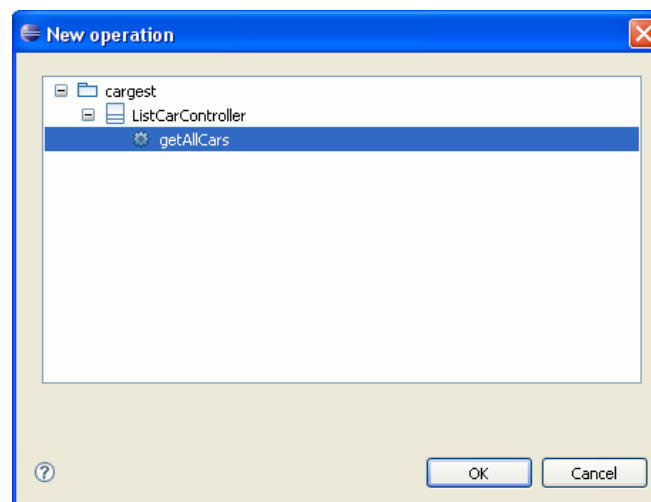 New operation
cargest
ListCarController
getAllCars
?
OK Cancel